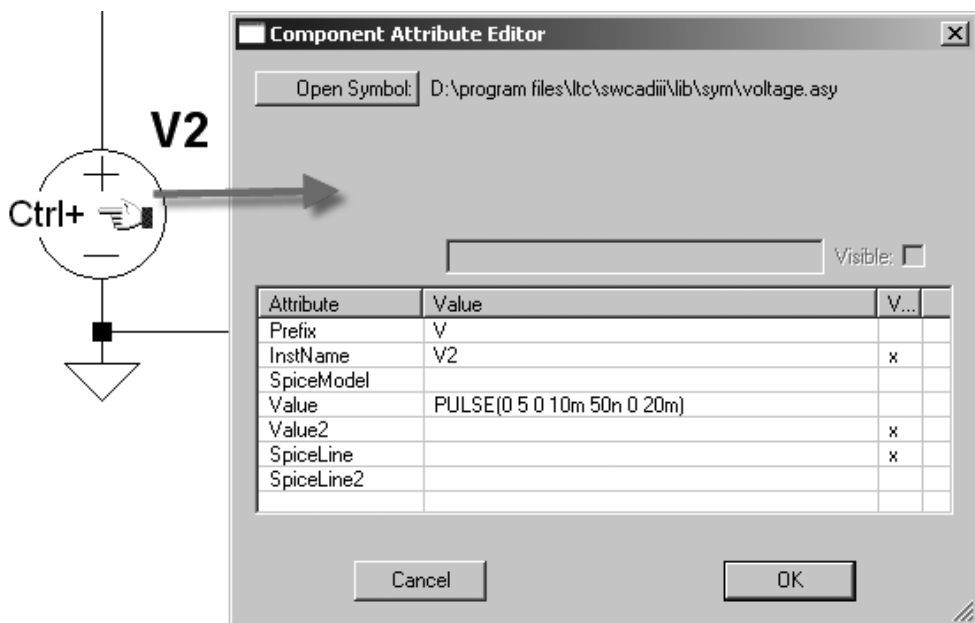 Component Attribute Editor
Open Symbol: D:\program files\ltc\swcadiii\lib\sym\voltage.asy
V2
+
Ctrl+
−
Visible:
Attribute Value V...
Prefix V
InstName V2 x
SpiceModel
Value PULSE(0 5 0 10m 50n 0 20m)
Value2 x
SpiceLine x
SpiceLine2
Cancel OK